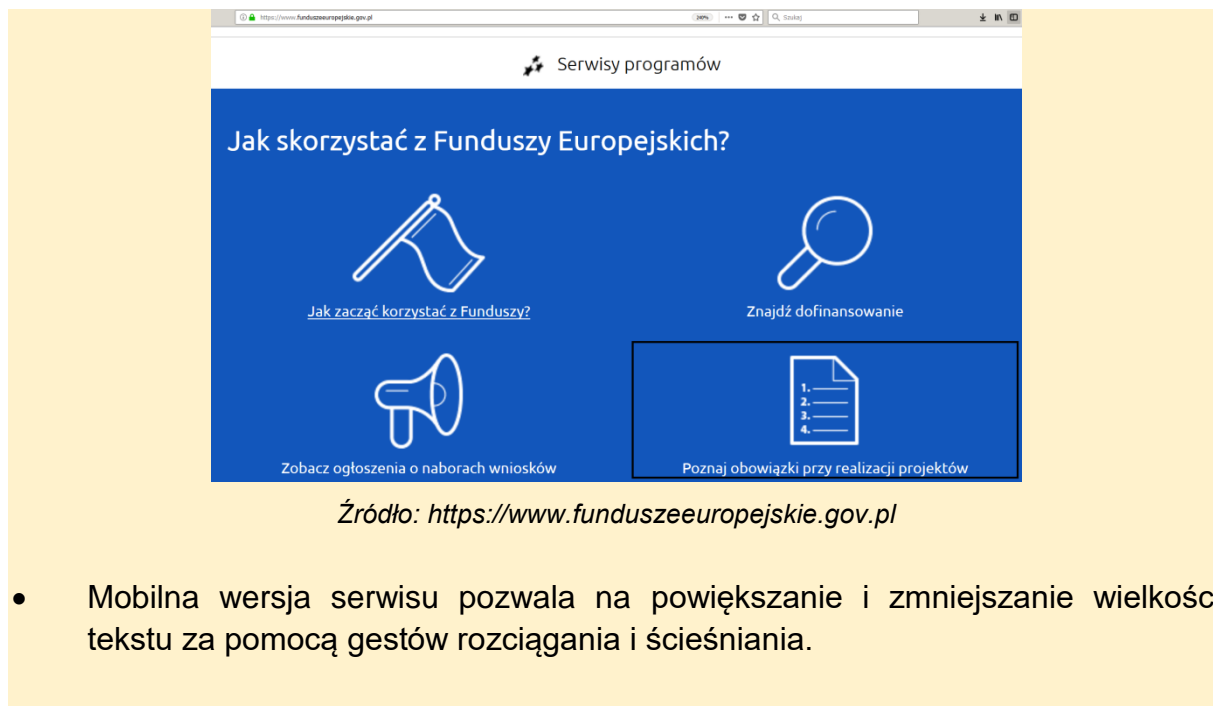 https://www.funduszeeuropejskie.gov.pl
240%
Szukaj
Serwisy programów
Jak skorzystać z Funduszy Europejskich?
Jak zacząć korzystać z Funduszy?
Znajdź dofinansowanie
1.
2.
3.
4.
Zobacz ogłoszenia o naborach wniosków
Poznaj obowiązki przy realizacji projektów
Źródło: https://www.funduszeeuropejskie.gov.pl
• Mobilna wersja serwisu pozwala na powiększanie i zmniejszanie wielkośc
tekstu za pomocą gestów rozciągania i ścieśniania.